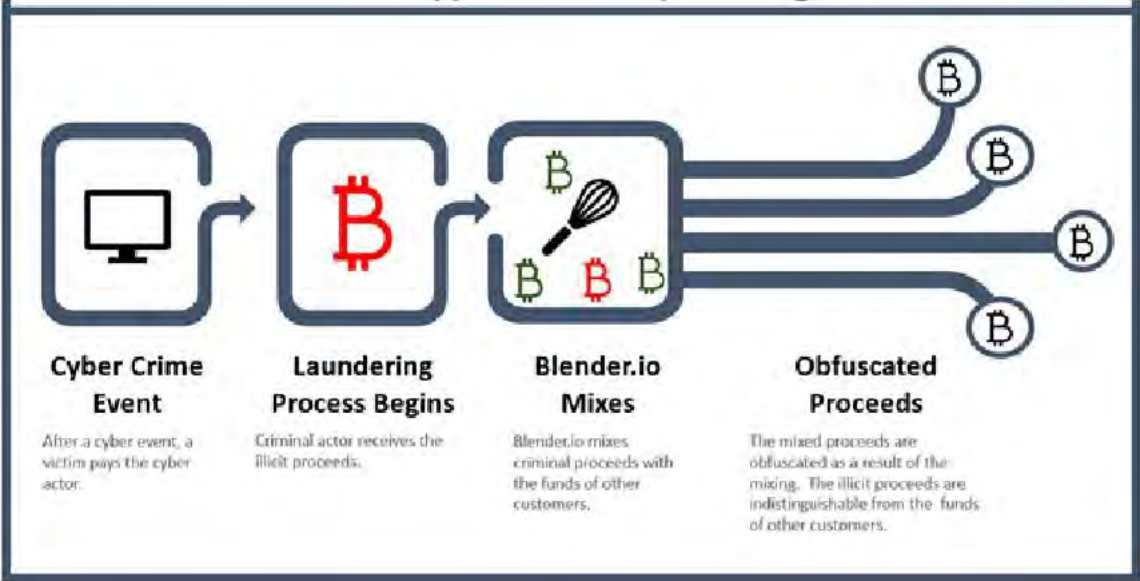 Cyber Crime
Event
After a cyber event, a
victim pays the cyber
actor.
Laundering
Process Begins
Criminal actor receives the
illicit proceeds.
Blender.io
Mixes
Blender.io mixes
criminal proceeds with
the funds of other
customers.
Obfuscated
Proceeds
The mixed proceeds are
obfuscated as a result of the
mixing. The illicit proceeds are
indistinguishable from the funds
of other customers.